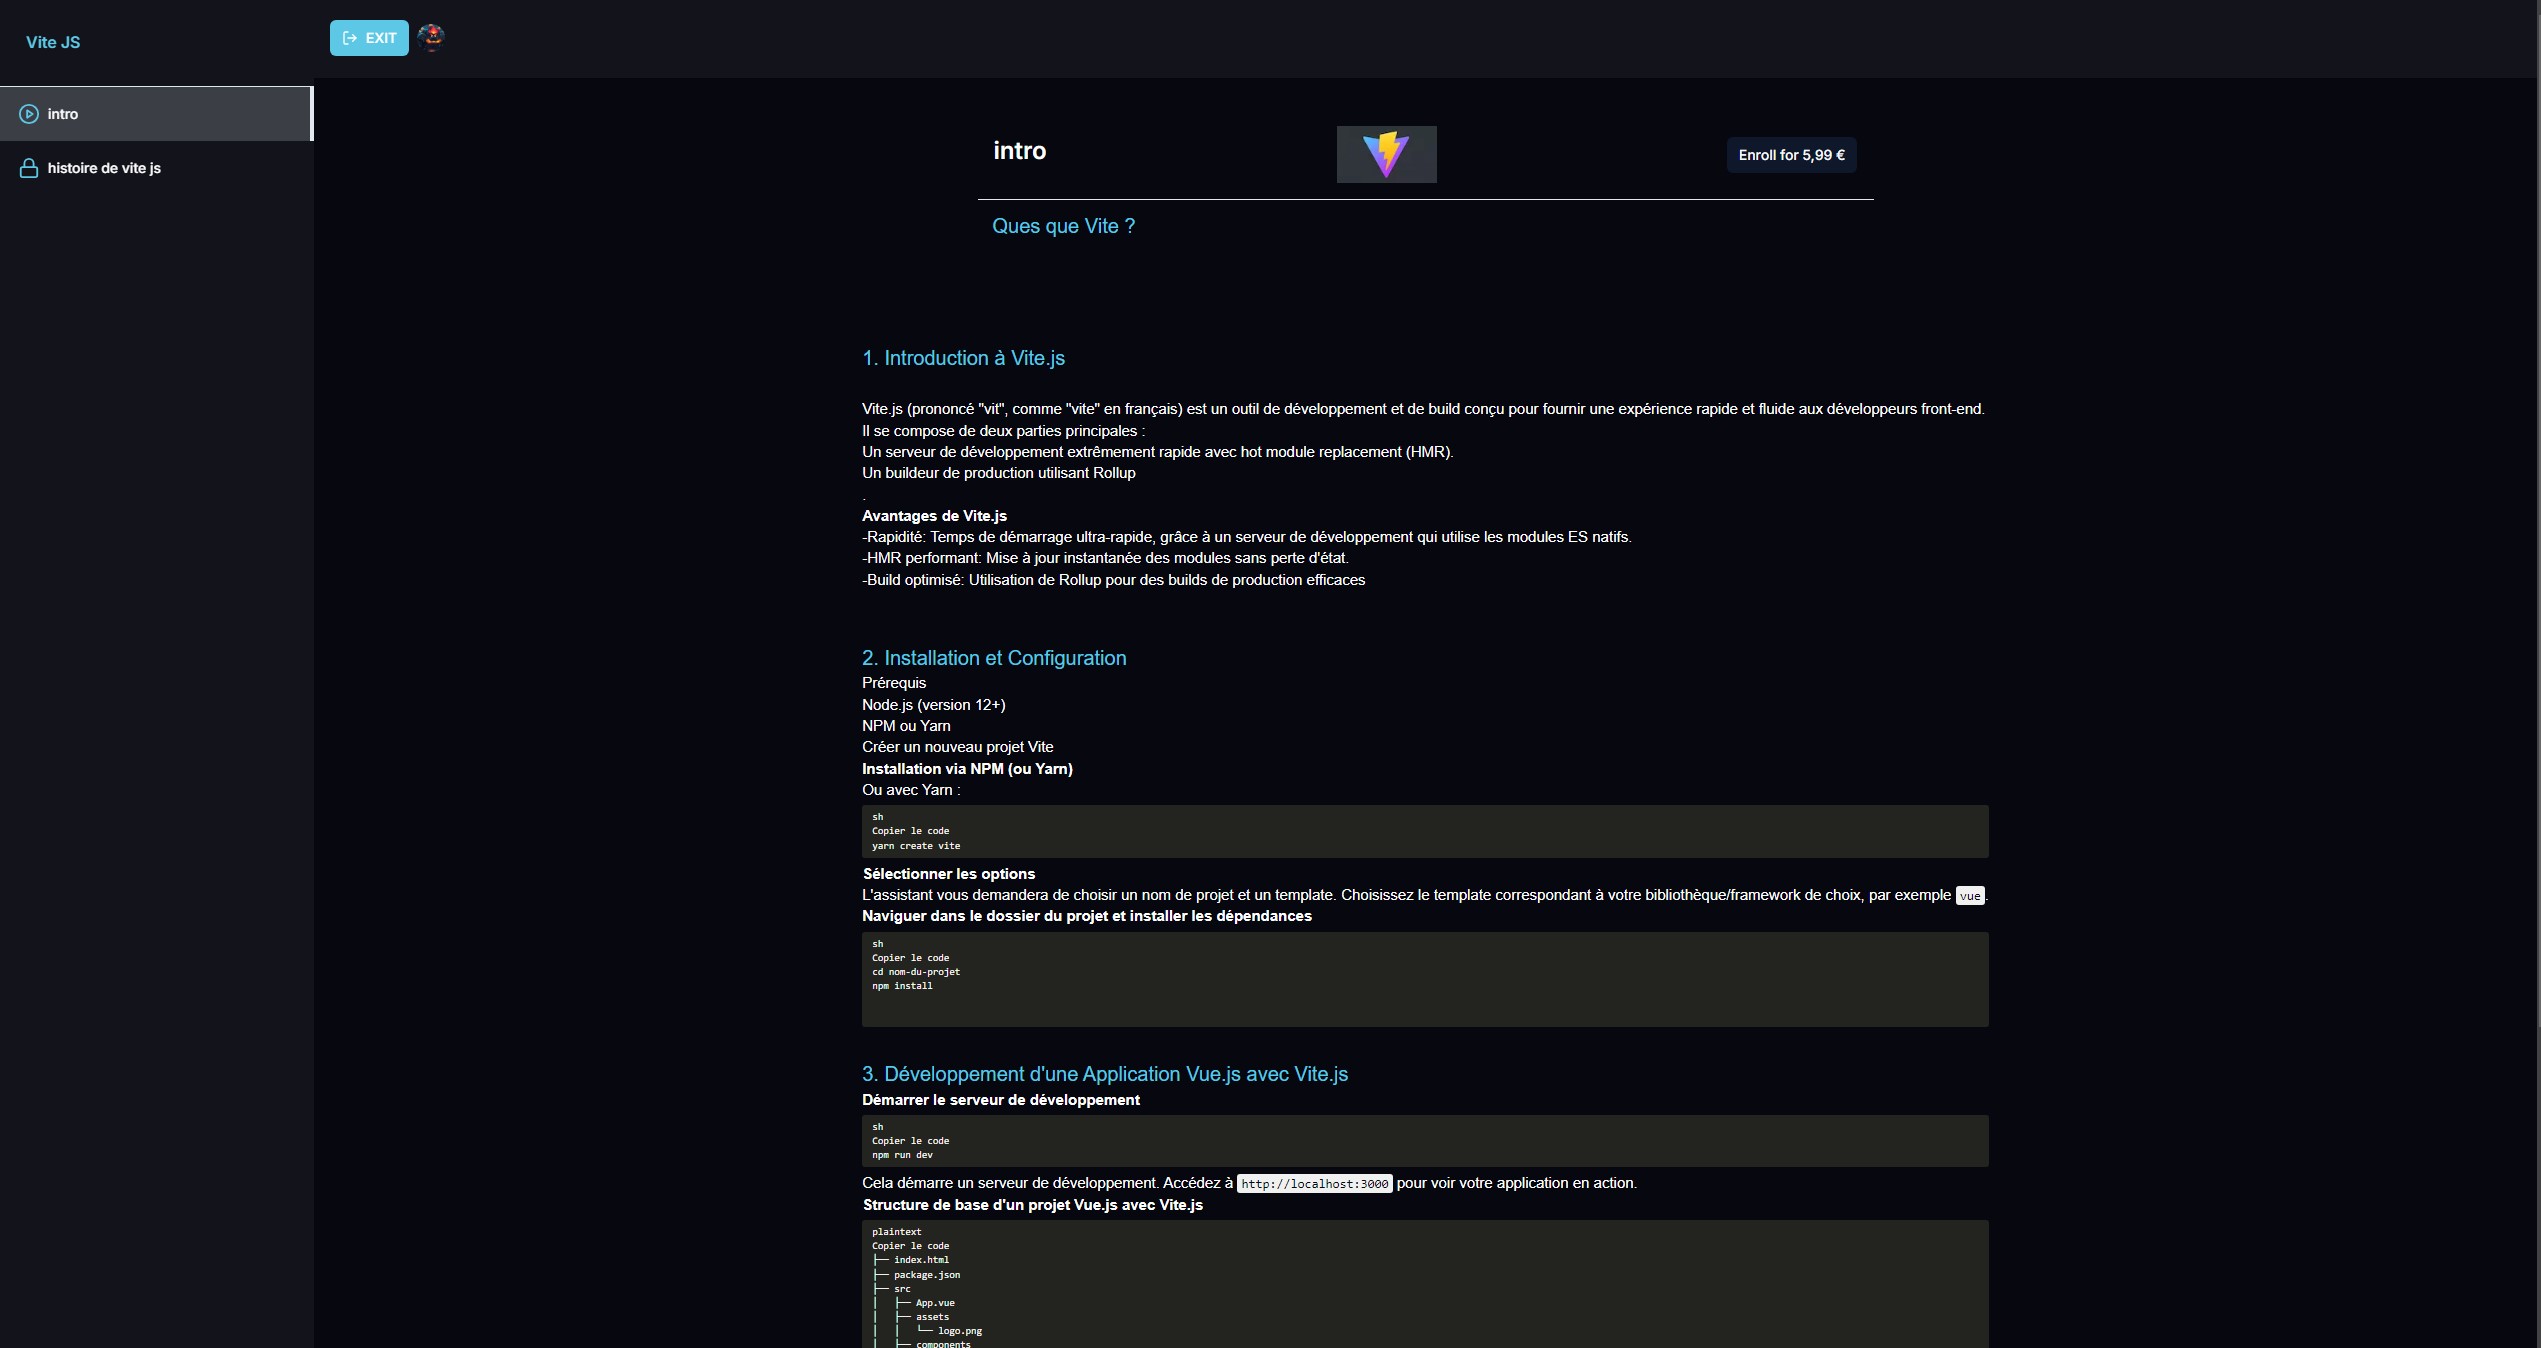 Vite JS
EXIT
intro
histoire de vite js
intro
Enroll for 5,99 €
Ques que Vite ?
1. Introduction à Vite.js
Vite.js (prononcé "vit", comme "vite" en français) est un outil de développement et de build conçu pour fournir une expérience rapide et fluide aux développeurs front-end.
Il se compose de deux parties principales :
Un serveur de développement extrêmement rapide avec hot module replacement (HMR).
Un buildeur de production utilisant Rollup
.
Avantages de Vite.js
-Rapidité: Temps de démarrage ultra-rapide, grâce à un serveur de développement qui utilise les modules ES natifs.
-HMR performant: Mise à jour instantanée des modules sans perte d'état.
-Build optimisé: Utilisation de Rollup pour des builds de production efficaces
2. Installation et Configuration
Prérequis
Node.js (version 12+)
NPM ou Yarn
Créer un nouveau projet Vite
Installation via NPM (ou Yarn)
Ou avec Yarn :
sh
Copier le code
yarn create vite
Sélectionner les options
L'assistant vous demandera de choisir un nom de projet et un template. Choisissez le template correspondant à votre bibliothèque/framework de choix, par exemple vue.
Naviguer dans le dossier du projet et installer les dépendances
sh
Copier le code
cd nom-du-projet
npm install
3. Développement d'une Application Vue.js avec Vite.js
Démarrer le serveur de développement
sh
Copier le code
npm run dev
Cela démarre un serveur de développement. Accédez à http://localhost:3000 pour voir votre application en action.
Structure de base d'un projet Vue.js avec Vite.js
plaintext
Copier le code
├── index.html
├── package.json
├── src
│   ├── App.vue
│   ├── assets
│   │   └── logo.png
│   ├── components